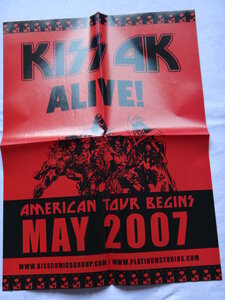 KISS 4K
ALIVE!
AMERICAN TOUR BEGINS
MAY 2007
WWW.KISSCOMICSGROUP.COM / WWW.PLATINUMSTUDIOS.COM